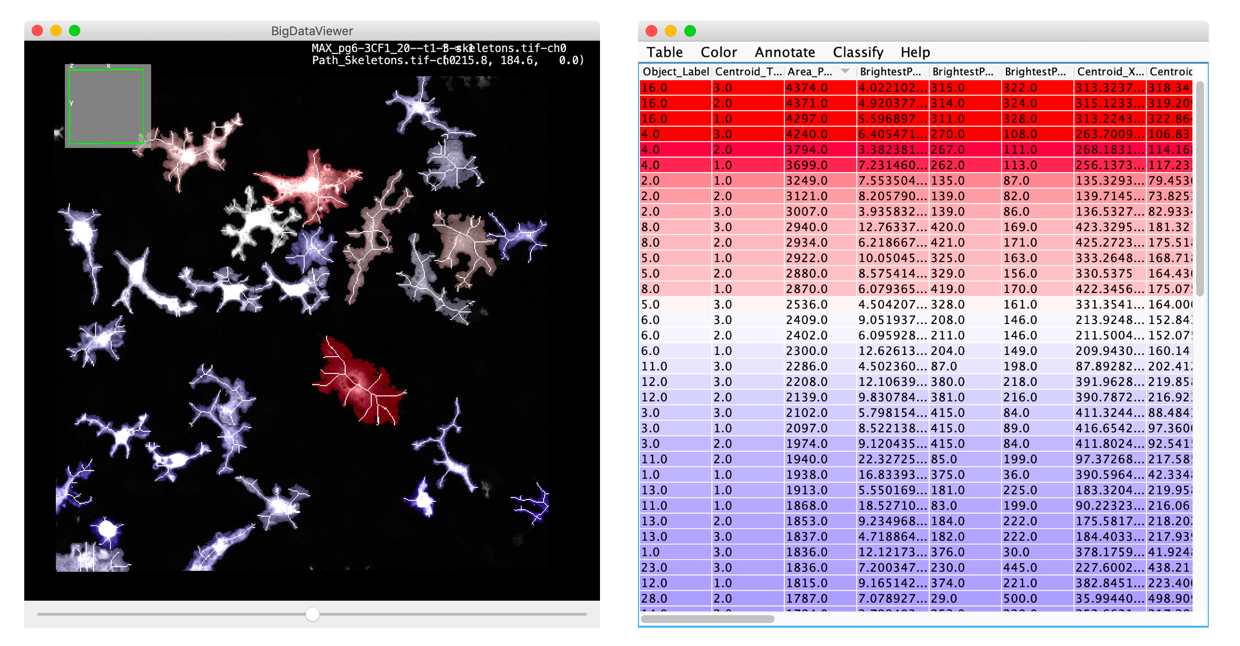 BigDataViewer
Path_Skeletons.tif-ch0
z x
y
Table Color Annotate Classify Help
Object_Label Centroid_T... Area_P... BrightestP... BrightestP... BrightestP... Centroid_X... Centroid
16.0 3.0 4374.0 4.022102... 315.0 322.0 313.3237... 318.34
16.0 2.0 4371.0 4.920377... 314.0 324.0 315.1233... 319.20
16.0 1.0 4297.0 5.596897... 311.0 328.0 313.2243... 322.86
4.0 3.0 4240.0 6.405471... 270.0 108.0 263.7009... 106.83
4.0 2.0 3794.0 3.382381... 267.0 111.0 268.1831... 114.16
4.0 1.0 3699.0 7.231460... 262.0 113.0 256.1373... 117.23
2.0 1.0 3249.0 7.553504... 135.0 87.0 135.3293... 79.453
2.0 2.0 3121.0 8.205790... 139.0 82.0 139.7145... 73.825
2.0 3.0 3007.0 3.935832... 139.0 86.0 136.5327... 82.933
8.0 3.0 2940.0 12.76337... 420.0 169.0 423.3295... 181.32
8.0 2.0 2934.0 6.218667... 421.0 171.0 425.2723... 175.51
5.0 1.0 2922.0 10.05045... 325.0 163.0 333.2648... 168.71
5.0 2.0 2880.0 8.575414... 329.0 156.0 330.5375 164.43
8.0 1.0 2870.0 6.079365... 419.0 170.0 422.3456... 175.07
5.0 3.0 2536.0 4.504207... 328.0 161.0 331.3541... 164.00
6.0 3.0 2409.0 9.051937... 208.0 146.0 213.9248... 152.84
6.0 2.0 2402.0 6.095928... 211.0 146.0 211.5004... 152.07
6.0 1.0 2300.0 12.62613... 204.0 149.0 209.9430... 160.14
11.0 3.0 2286.0 4.502360... 87.0 198.0 87.89282... 202.41
12.0 3.0 2208.0 12.10639... 380.0 218.0 391.9628... 219.85
12.0 2.0 2139.0 9.830784... 381.0 216.0 390.7872... 216.92
3.0 3.0 2102.0 5.798154... 415.0 84.0 411.3244... 88.484
3.0 1.0 2097.0 8.522138... 415.0 89.0 416.6542... 97.360
3.0 2.0 1974.0 9.120435... 415.0 84.0 411.8024... 92.541
11.0 2.0 1940.0 22.32725... 85.0 199.0 97.37268... 217.58
1.0 1.0 1938.0 16.83393... 375.0 36.0 390.5964... 42.334
13.0 1.0 1913.0 5.550169... 181.0 225.0 183.3204... 219.95
11.0 1.0 1868.0 18.52710... 83.0 199.0 90.22323... 216.06
13.0 2.0 1853.0 9.234968... 184.0 222.0 175.5817... 218.20
13.0 3.0 1837.0 4.718864... 182.0 222.0 184.4033... 217.93
1.0 3.0 1836.0 12.12173... 376.0 30.0 378.1759... 41.924
23.0 3.0 1836.0 7.200347... 230.0 445.0 227.6002... 438.21
12.0 1.0 1815.0 9.165142... 374.0 221.0 382.8451... 223.40
28.0 2.0 1787.0 7.078927... 29.0 500.0 35.99440... 498.90